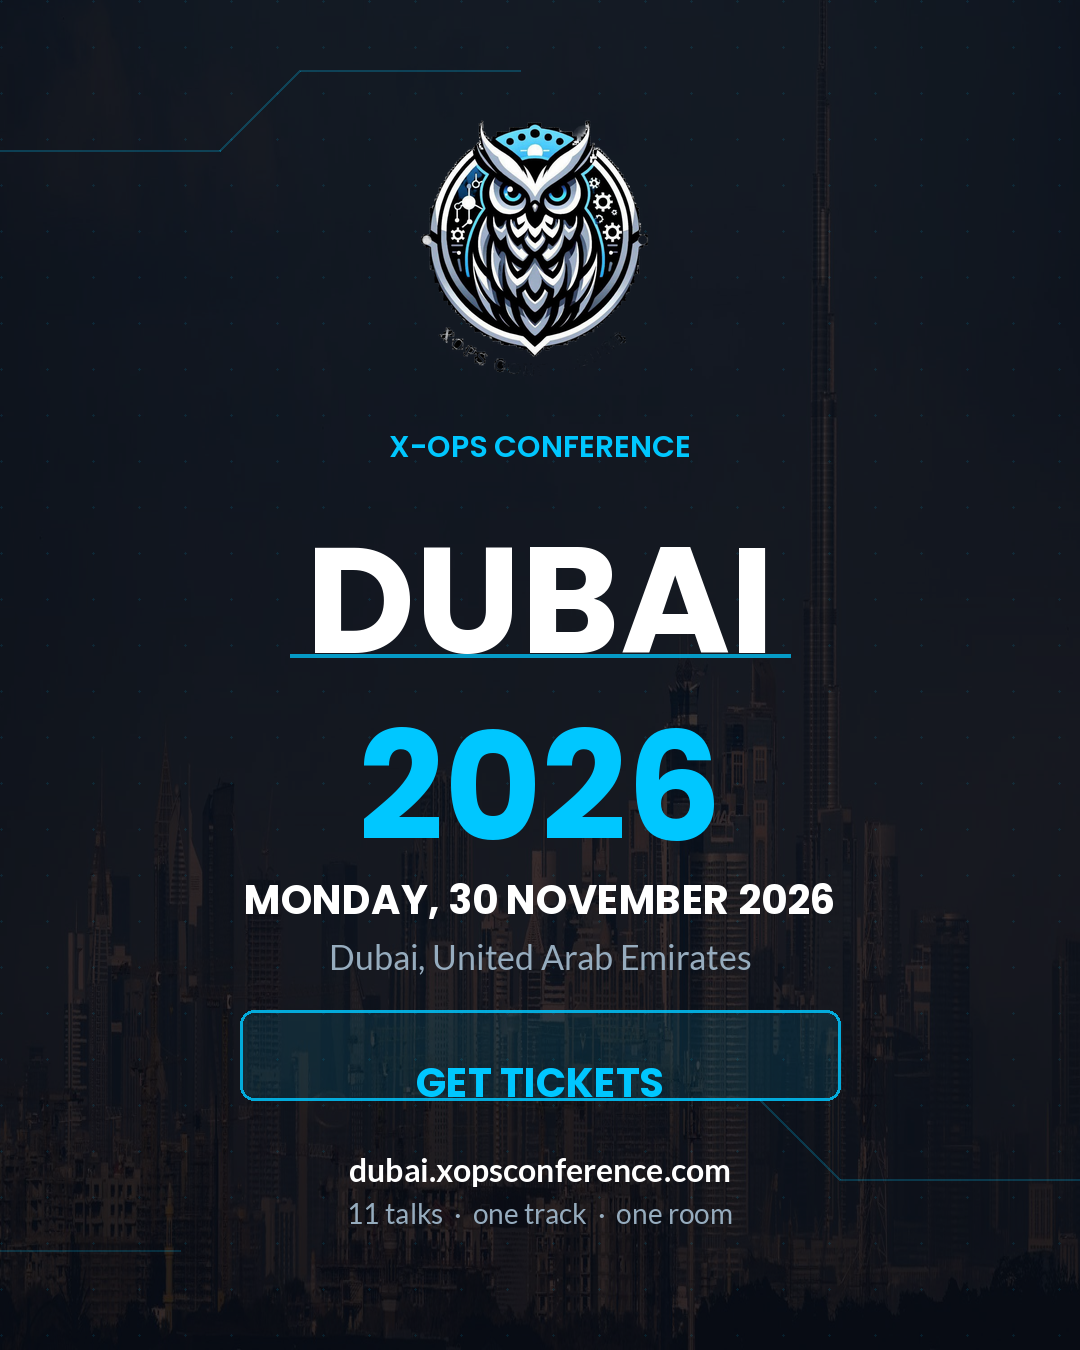 X-OPS CONFERENCE
DUBAI
2026
MONDAY, 30 NOVEMBER 2026
Dubai, United Arab Emirates
GET TICKETS
dubai.xopsconference.com
11 talks · one track · one room